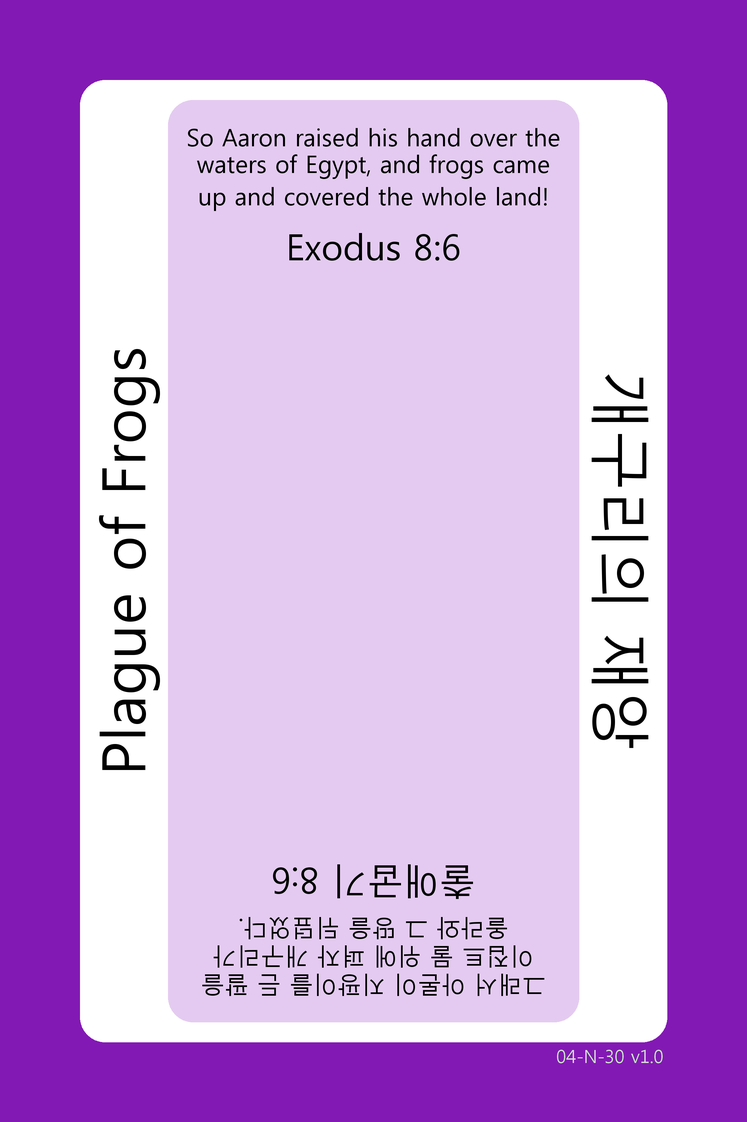 So Aaron raised his hand over the
waters of Egypt, and frogs came
up and covered the whole land!
Exodus 8:6
Plague of Frogs
개구리의 재앙
출애굽기 8:6
그래서 아론이 지팡이를 든 팔을
이집트 물 위에 펴자 개구리가
올라와 그 땅을 뒤덮었다.
04-N-30 v1.0